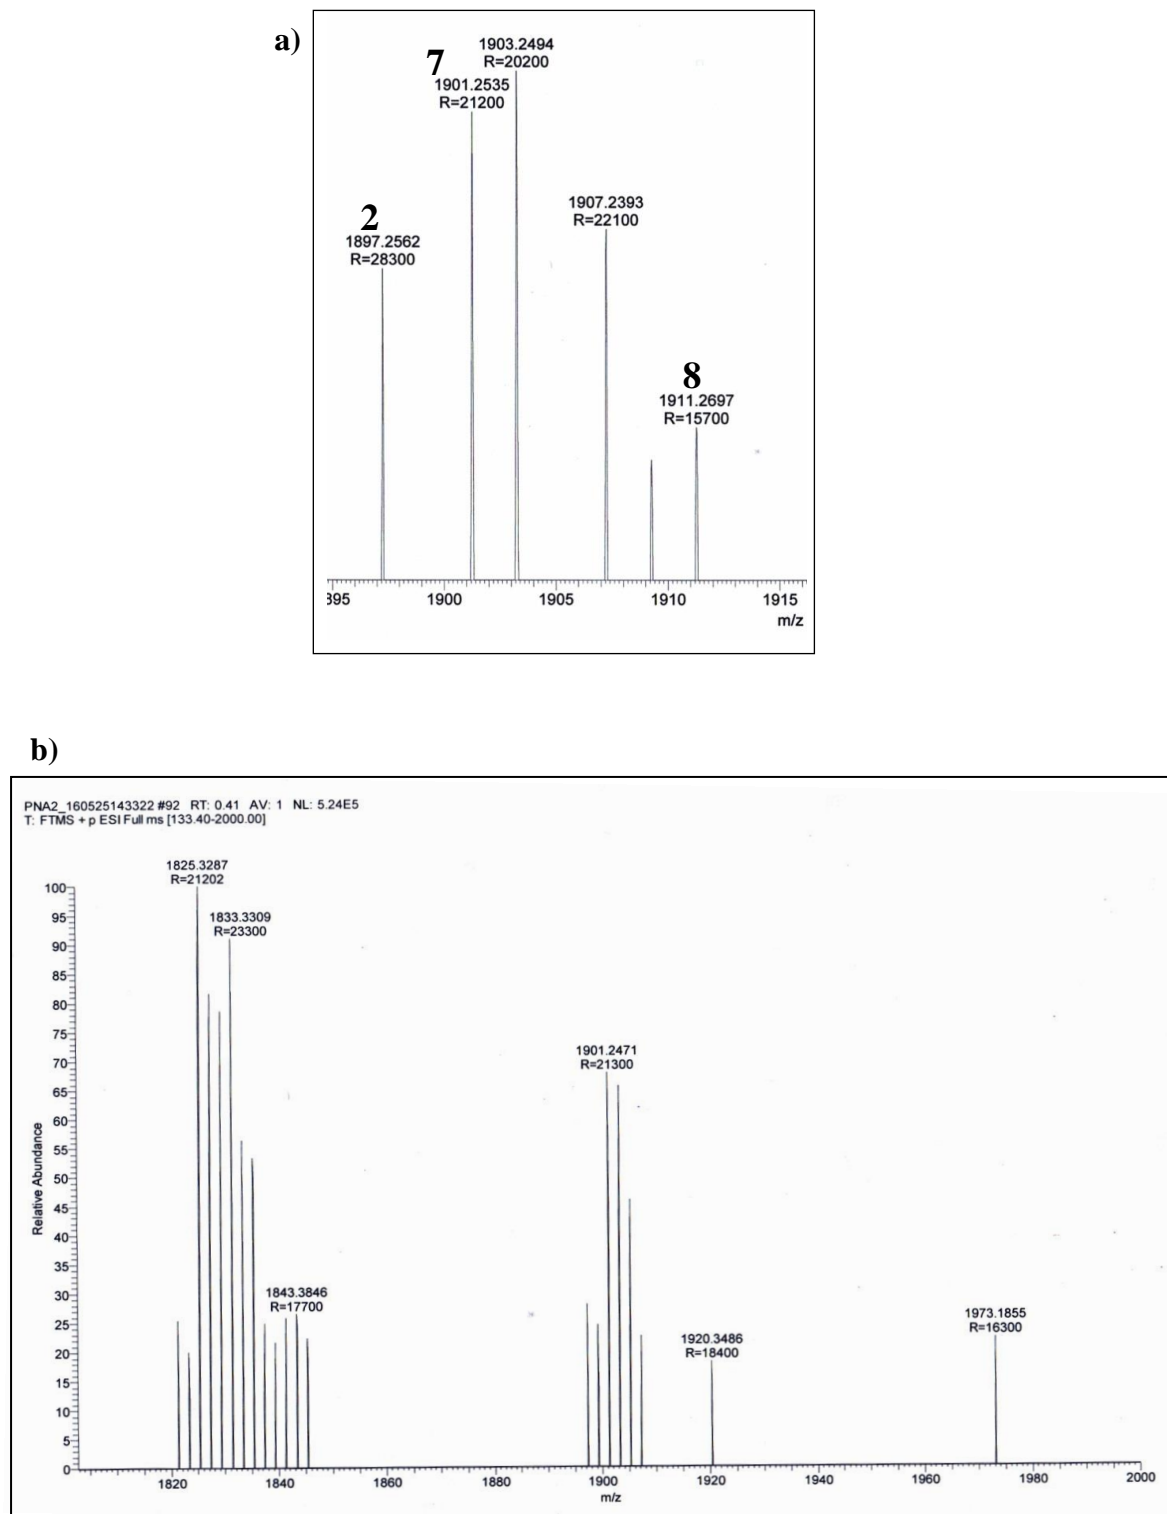 a)
1903.2494
R=20200
7
1901.2535
R=21200
1907.2393
R=22100
2
1897.2562
R=28300
8
1911.2697
R=15700
395 1900 1905 1910 1915
m/z
b)
PNA2_160525143322 #92 RT: 0.41 AV: 1 NL: 5.24E5
T: FTMS + p ESI Full ms [133.40-2000.00]
1825.3287
R=21202
1833.3309
R=23300
1901.2471
R=21300
1843.3846
R=17700
1920.3486
R=18400
1973.1855
R=16300
100
95
90
85
80
75
70
65
60
55
50
45
40
35
30
25
20
15
10
5
0
Relative Abundance
1820 1840 1860 1880 1900 1920 1940 1960 1980 2000
m/z